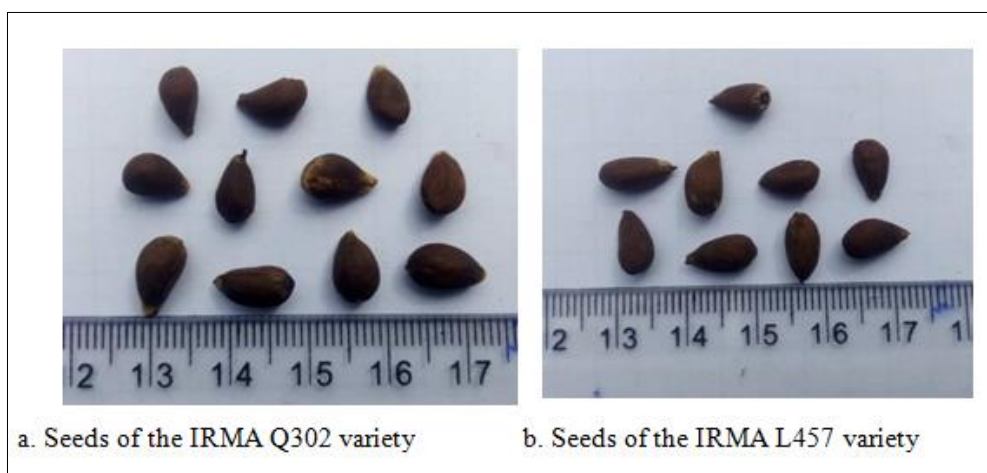 2 13 14 15 16 17
2 13 14 15 16 17 1
a. Seeds of the IRMA Q302 variety
b. Seeds of the IRMA L457 variety